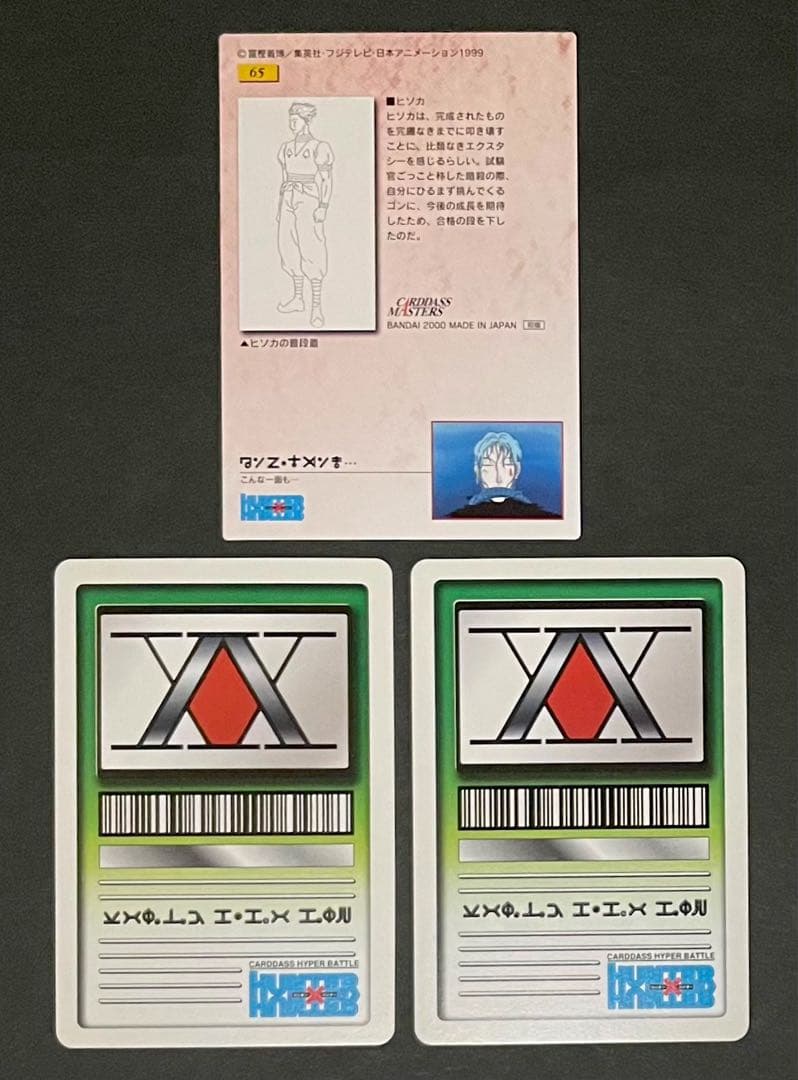 ©冨樫義博／集英社・フジテレビ・日本アニメーション1999
65
■ヒソカ
ヒソカは、完成されたもの
を完膚なきまでに叩き壊す
ことに、比類なきエクスタ
シーを感じるらしい。試験
官ごっこと称した暗殺の際、
自分にひるまず挑んでくる
ゴンに、今後の成長を期待
したため、合格の段を下し
たのだ。
CARDDASS
MASTERS
BANDAI 2000 MADE IN JAPAN 初版
▲ヒソカの普段着
こんな一面も…
HUNTER
HUNTER
CARDDASS HYPER BATTLE
HUNTER
×
HUNTER
CARDDASS HYPER BATTLE
HUNTER
×
HUNTER